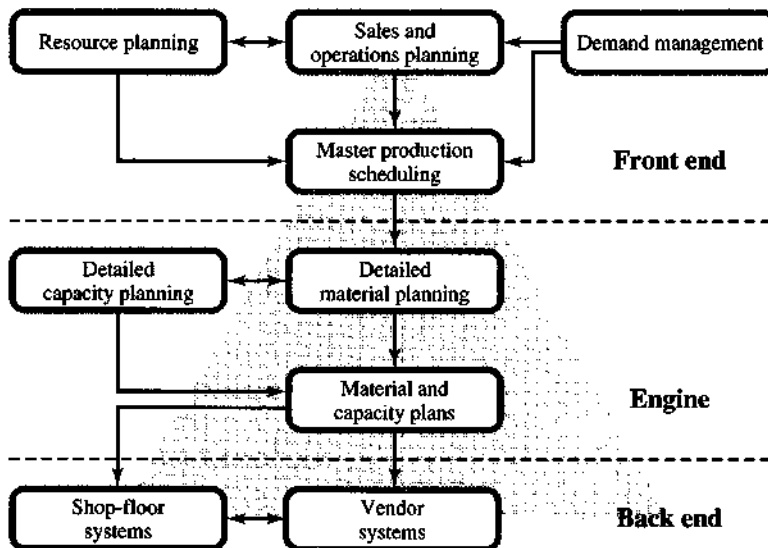 Resource planning
Sales and
operations planning
Demand management
Master production
scheduling
Front end
Detailed
capacity planning
Detailed
material planning
Material and
capacity plans
Engine
Shop-floor
systems
Vendor
systems
Back end